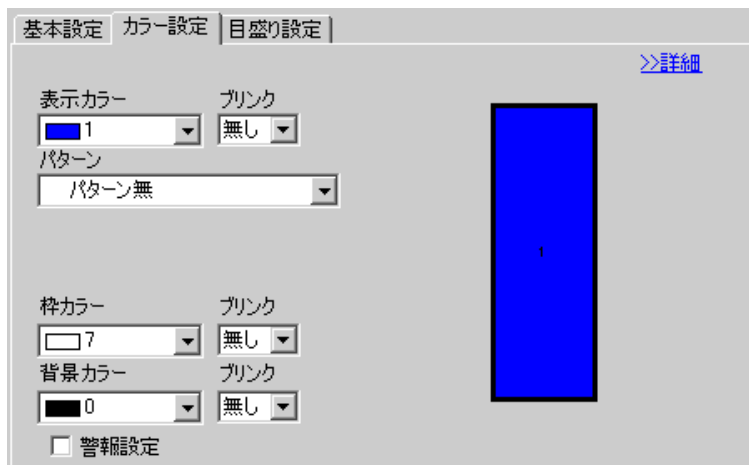 基本設定 カラー設定 目盛り設定
>>詳細
表示カラー ブリンク
1 無し
パターン
パターン無
1
枠カラー ブリンク
7 無し
背景カラー ブリンク
0 無し
警報設定